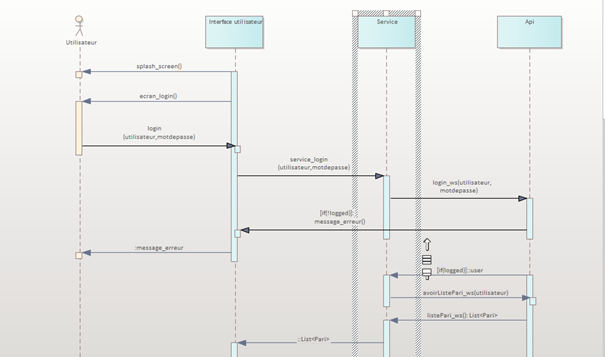 Interface utilisateur
Service
Api
Utilisateur
splash_screen()
ecran_login()
login
(utilisateur,motdepasse)
service_login
(utilisateur,motdepasse)
login_ws(utilisateur,
motdepasse)
[if(!logged)]:
message_erreur()
:message_erreur
[if(logged)]::user
avoirListePari_ws(utilisateur)
listePari_ws(): List<Pari>
::List<Pari>